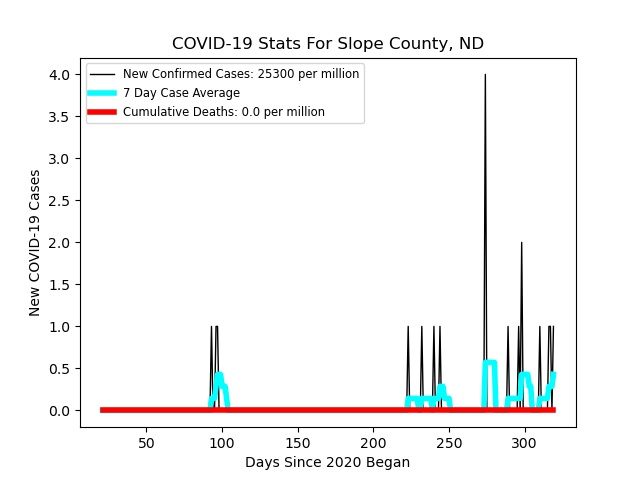 COVID-19 Stats For Slope County, ND
New Confirmed Cases: 25300 per million
7 Day Case Average
Cumulative Deaths: 0.0 per million
New COVID-19 Cases
4.0
3.5
3.0
2.5
2.0
1.5
1.0
0.5
0.0
50 100 150 200 250 300
Days Since 2020 Began